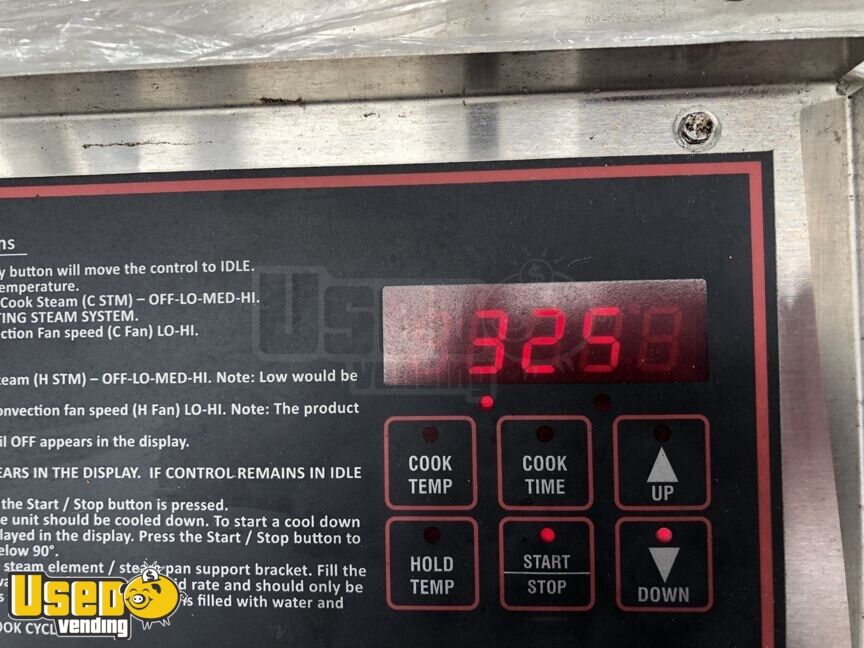 ns
y button will move the control to IDLE.
temperature.
Cook Steam (C STM) – OFF-LO-MED-HI.
TING STEAM SYSTEM.
ection Fan speed (C Fan) LO-HI.
team (H STM) – OFF-LO-MED-HI. Note: Low would be
onvection fan speed (H Fan) LO-HI. Note: The product
il OFF appears in the display.
EARS IN THE DISPLAY. IF CONTROL REMAINS IN IDLE
the Start / Stop button is pressed.
e unit should be cooled down. To start a cool down
layed in the display. Press the Start / Stop button to
elow 90°.
steam element / steam pan support bracket. Fill the
id rate and should only be
is filled with water and
OOK CYCL
325
COOK TEMP
COOK TIME
UP
HOLD TEMP
START STOP
DOWN
Used vending
Used vending